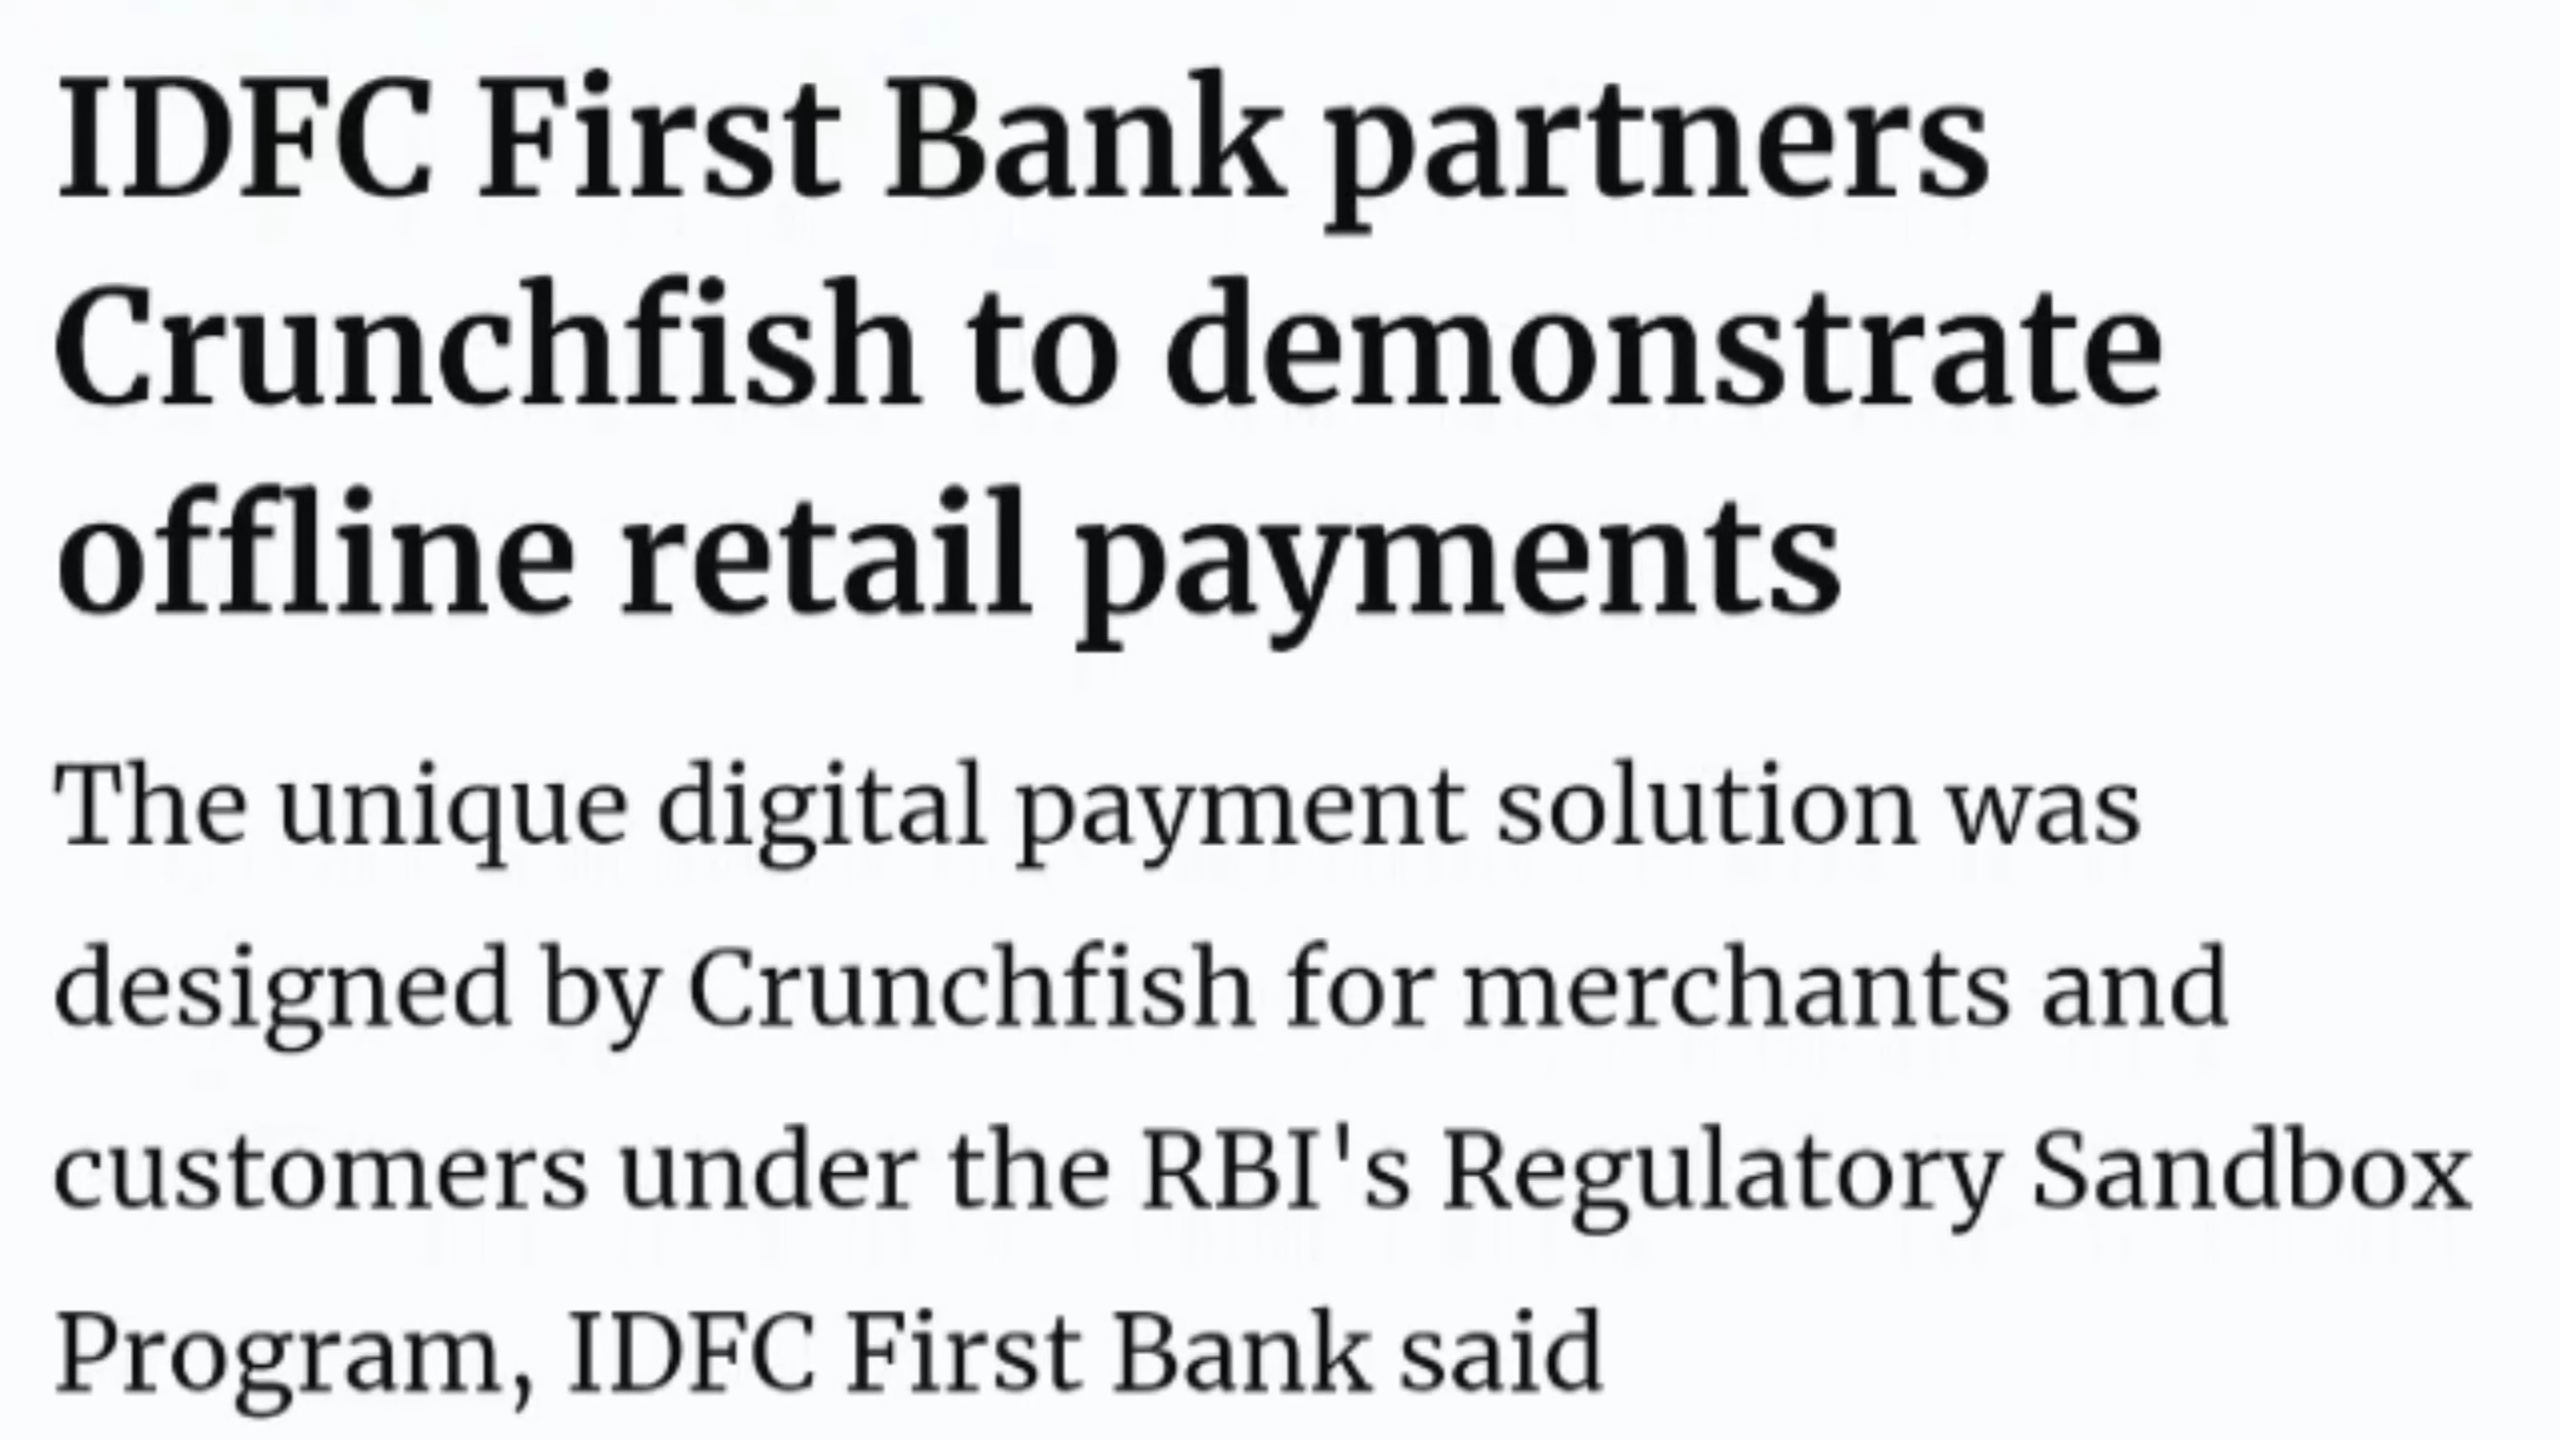 IDFC First Bank partners
Crunchfish to demonstrate
offline retail payments
The unique digital payment solution was
designed by Crunchfish for merchants and
customers under the RBI's Regulatory Sandbox
Program, IDFC First Bank said